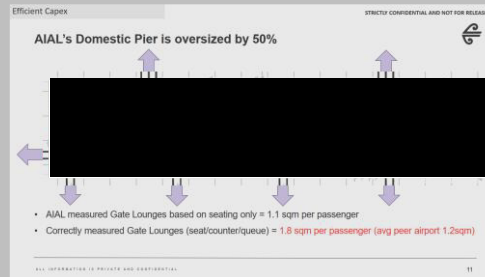 Efficient Capex
STRICTLY CONFIDENTIAL AND NOT FOR RELEASE
AIAL's Domestic Pier is oversized by 50%
• AIAL measured Gate Lounges based on seating only = 1.1 sqm per passenger
• Correctly measured Gate Lounges (seat/counter/queue) = 1.8 sqm per passenger (avg peer airport 1.2sqm)
ALL INFORMATION IS PRIVATE AND CONFIDENTIAL
11